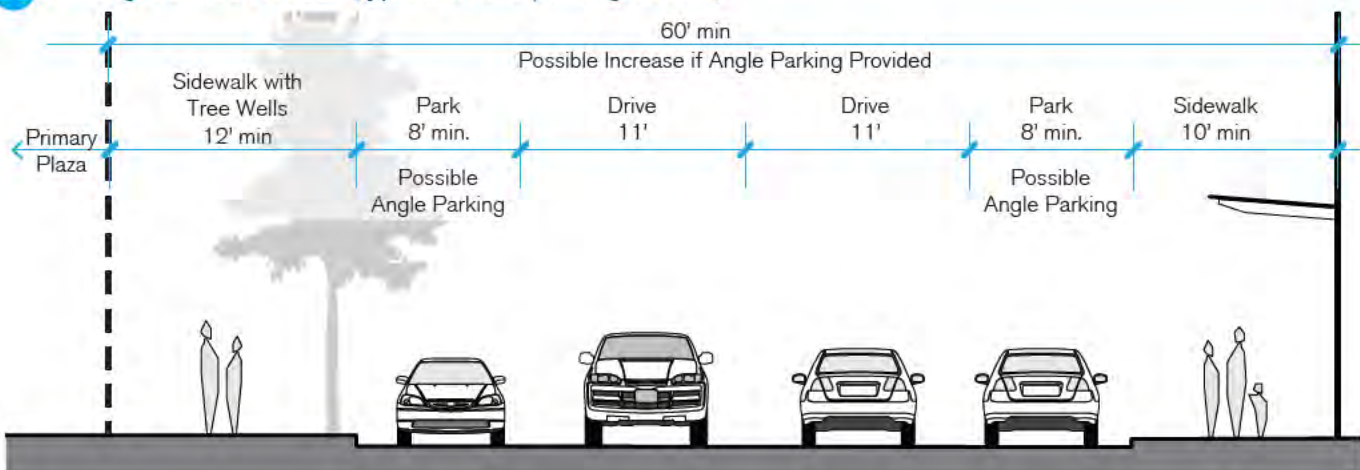 60' min
Possible Increase if Angle Parking Provided
Primary
Plaza
Sidewalk with
Tree Wells
12' min
Park
8' min.
Possible
Angle Parking
Drive
11'
Drive
11'
Park
8' min.
Possible
Angle Parking
Sidewalk
10' min